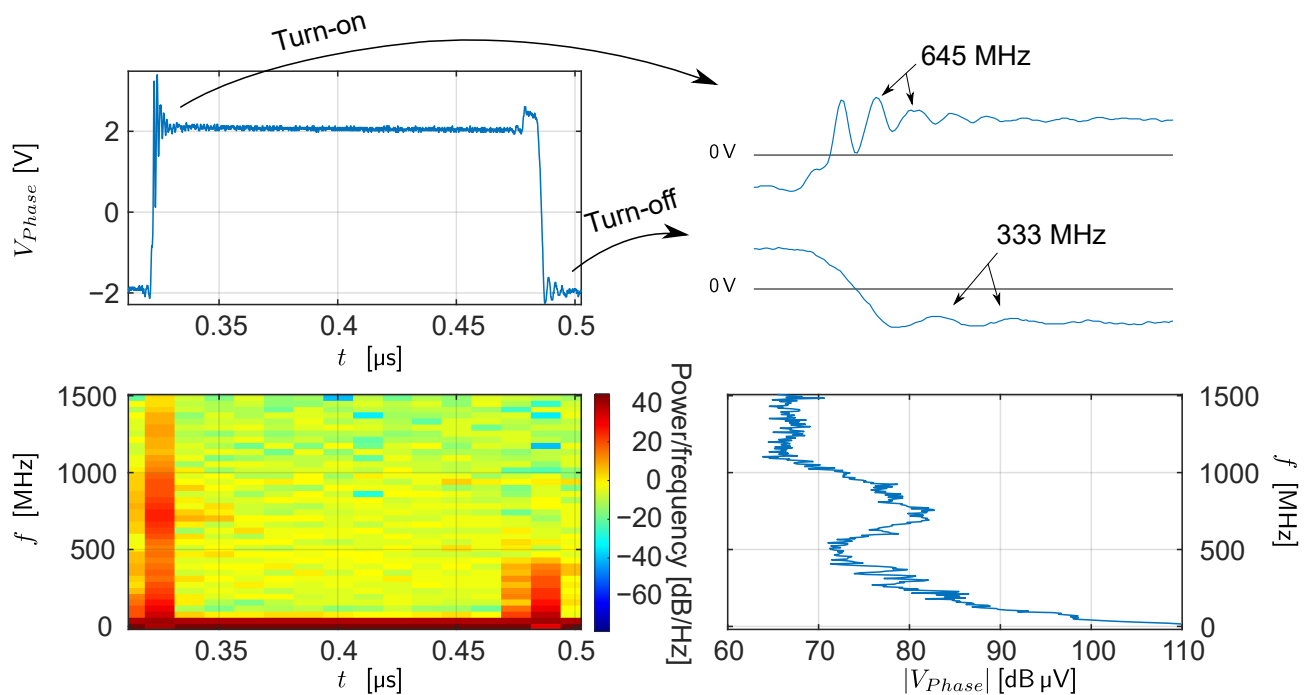 Turn-on
645 MHz
0 V
Turn-off
333 MHz
0 V
V_Phase [V]
2
0
−2
0.35
0.4
0.45
0.5
t [μs]
f [MHz]
1500
1000
500
0
0.35
0.4
0.45
0.5
t [μs]
40
20
0
−20
−40
−60
Power/frequency [dB/Hz]
1500
1000
500
0
f [MHz]
60
70
80
90
100
110
|V_Phase| [dB μV]